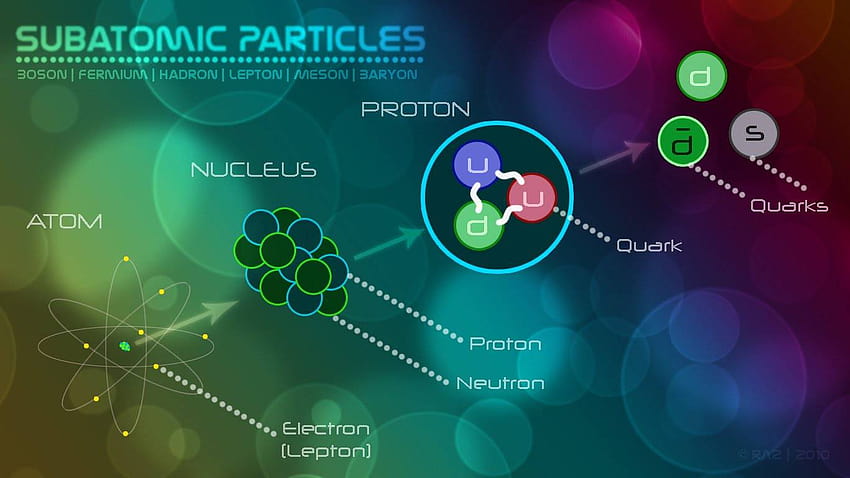 SUBATOMIC PARTICLES
BOSON | FERMIUM | HADRON | LEPTON | MESON | BARYON
PROTON
d
d̄
s
Quarks
u
u
d
Quark
NUCLEUS
ATOM
Proton
Neutron
Electron
(Lepton)
© RA2 | 2010